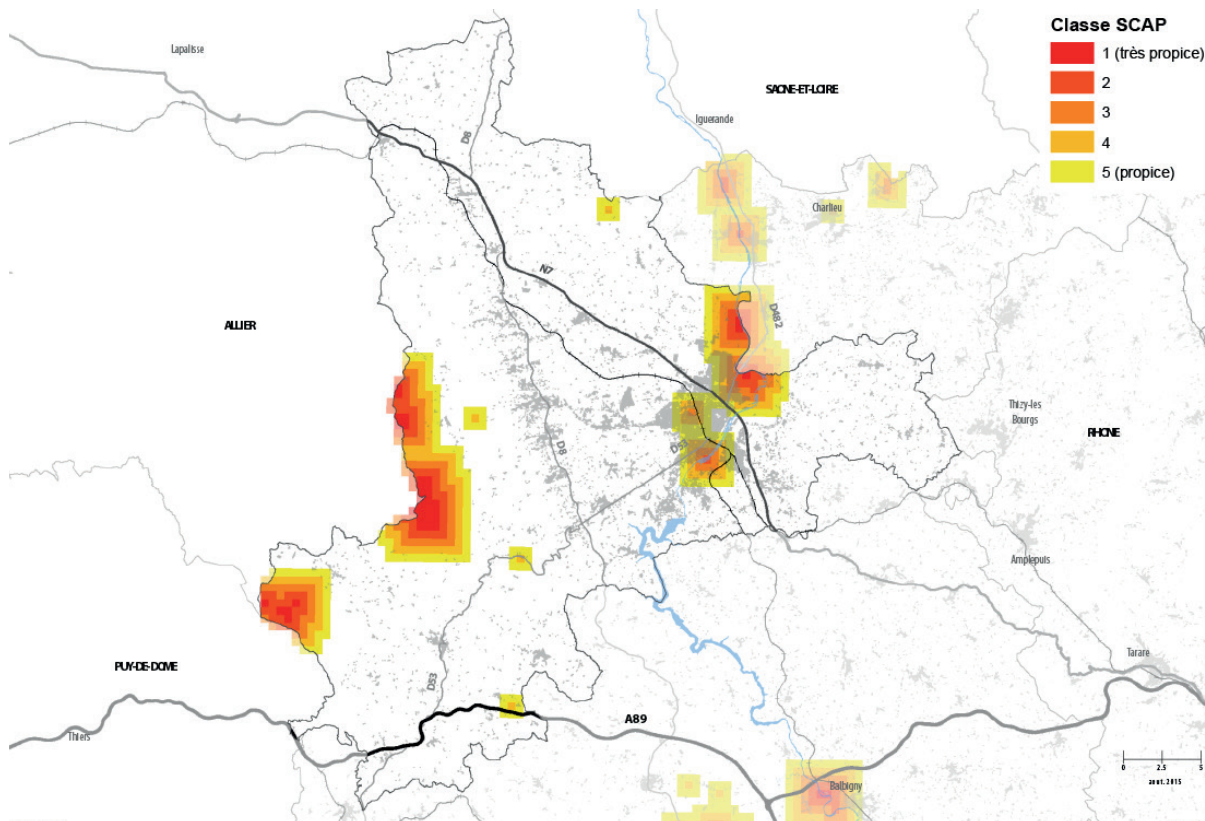 Classe SCAP
1 (très propice)
2
3
4
5 (propice)
Lapalisse
SAONE-ET-LOIRE
Iguerande
D8
Charlieu
N7
D482
ALLIER
Thizy-les
Bourgs
RHONE
D8
Amplepuis
Tarare
PUY-DE-DOME
D53
A89
Thiers
Balbigny
0 2.5 5
aout. 2015